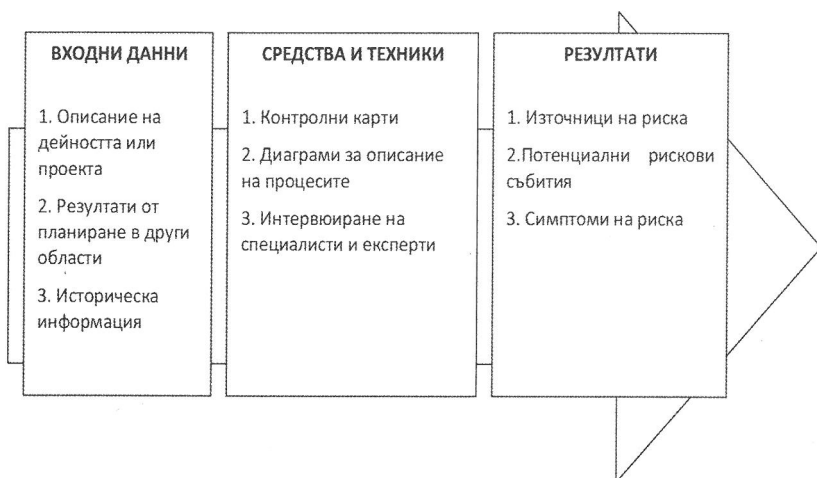 ВХОДНИ ДАННИ
1. Описание на
дейността или
проекта
2. Резултати от
планиране в други
области
3. Историческа
информация
СРЕДСТВА И ТЕХНИКИ
1. Контролни карти
2. Диаграми за описание
на процесите
3. Интервюиране на
специалисти и експерти
РЕЗУЛТАТИ
1. Източници на риска
2.Потенциални рискови
събития
3. Симптоми на риска